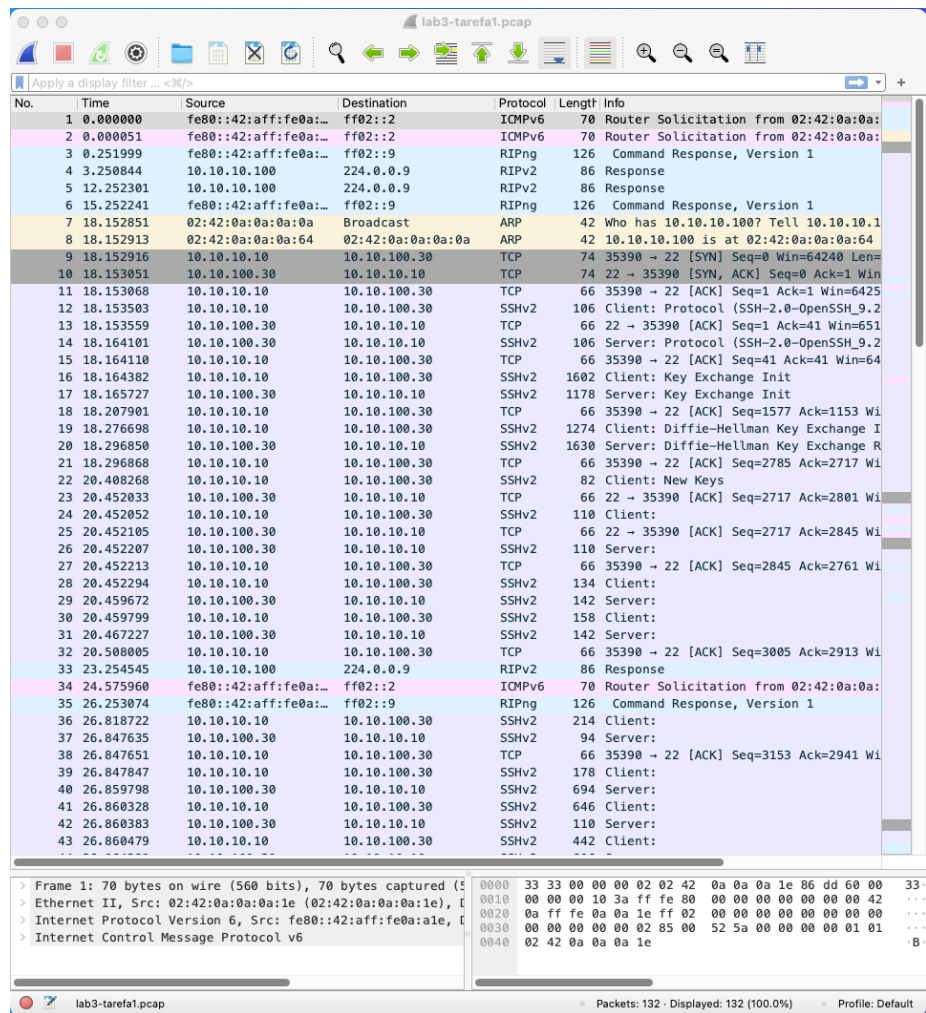 lab3-tarefa1.pcap
Apply a display filter ... <⌘/>
No. Time Source Destination Protocol Length Info
1 0.000000 fe80::42:aff:fe0a:… ff02::2 ICMPv6 70 Router Solicitation from 02:42:0a:0a:
2 0.000051 fe80::42:aff:fe0a:… ff02::2 ICMPv6 70 Router Solicitation from 02:42:0a:0a:
3 0.251999 fe80::42:aff:fe0a:… ff02::9 RIPng 126 Command Response, Version 1
4 3.250844 10.10.10.100 224.0.0.9 RIPv2 86 Response
5 12.252301 10.10.10.100 224.0.0.9 RIPv2 86 Response
6 15.252241 fe80::42:aff:fe0a:… ff02::9 RIPng 126 Command Response, Version 1
7 18.152851 02:42:0a:0a:0a:0a Broadcast ARP 42 Who has 10.10.10.100? Tell 10.10.10.1
8 18.152913 02:42:0a:0a:0a:64 02:42:0a:0a:0a:0a ARP 42 10.10.10.100 is at 02:42:0a:0a:0a:64
9 18.152916 10.10.10.10 10.10.100.30 TCP 74 35390 → 22 [SYN] Seq=0 Win=64240 Len=
10 18.153051 10.10.100.30 10.10.10.10 TCP 74 22 → 35390 [SYN, ACK] Seq=0 Ack=1 Win
11 18.153068 10.10.10.10 10.10.100.30 TCP 66 35390 → 22 [ACK] Seq=1 Ack=1 Win=6425
12 18.153503 10.10.10.10 10.10.100.30 SSHv2 106 Client: Protocol (SSH-2.0-OpenSSH_9.2
13 18.153559 10.10.100.30 10.10.10.10 TCP 66 22 → 35390 [ACK] Seq=1 Ack=41 Win=651
14 18.164101 10.10.100.30 10.10.10.10 SSHv2 106 Server: Protocol (SSH-2.0-OpenSSH_9.2
15 18.164110 10.10.10.10 10.10.100.30 TCP 66 35390 → 22 [ACK] Seq=41 Ack=41 Win=64
16 18.164382 10.10.10.10 10.10.100.30 SSHv2 1602 Client: Key Exchange Init
17 18.165727 10.10.100.30 10.10.10.10 SSHv2 1178 Server: Key Exchange Init
18 18.207901 10.10.10.10 10.10.100.30 TCP 66 35390 → 22 [ACK] Seq=1577 Ack=1153 Wi
19 18.276698 10.10.10.10 10.10.100.30 SSHv2 1274 Client: Diffie-Hellman Key Exchange I
20 18.296850 10.10.100.30 10.10.10.10 SSHv2 1630 Server: Diffie-Hellman Key Exchange R
21 18.296868 10.10.10.10 10.10.100.30 TCP 66 35390 → 22 [ACK] Seq=2785 Ack=2717 Wi
22 20.408268 10.10.10.10 10.10.100.30 SSHv2 82 Client: New Keys
23 20.452033 10.10.100.30 10.10.10.10 TCP 66 22 → 35390 [ACK] Seq=2717 Ack=2801 Wi
24 20.452052 10.10.10.10 10.10.100.30 SSHv2 110 Client:
25 20.452105 10.10.100.30 10.10.10.10 TCP 66 22 → 35390 [ACK] Seq=2717 Ack=2845 Wi
26 20.452207 10.10.100.30 10.10.10.10 SSHv2 110 Server:
27 20.452213 10.10.10.10 10.10.100.30 TCP 66 35390 → 22 [ACK] Seq=2845 Ack=2761 Wi
28 20.452294 10.10.10.10 10.10.100.30 SSHv2 134 Client:
29 20.459672 10.10.100.30 10.10.10.10 SSHv2 142 Server:
30 20.459799 10.10.10.10 10.10.100.30 SSHv2 158 Client:
31 20.467227 10.10.100.30 10.10.10.10 SSHv2 142 Server:
32 20.508005 10.10.10.10 10.10.100.30 TCP 66 35390 → 22 [ACK] Seq=3005 Ack=2913 Wi
33 23.254545 10.10.10.100 224.0.0.9 RIPv2 86 Response
34 24.575960 fe80::42:aff:fe0a:… ff02::2 ICMPv6 70 Router Solicitation from 02:42:0a:0a:
35 26.253074 fe80::42:aff:fe0a:… ff02::9 RIPng 126 Command Response, Version 1
36 26.818722 10.10.10.10 10.10.100.30 SSHv2 214 Client:
37 26.847635 10.10.100.30 10.10.10.10 SSHv2 94 Server:
38 26.847651 10.10.10.10 10.10.100.30 TCP 66 35390 → 22 [ACK] Seq=3153 Ack=2941 Wi
39 26.847847 10.10.10.10 10.10.100.30 SSHv2 178 Client:
40 26.859798 10.10.100.30 10.10.10.10 SSHv2 694 Server:
41 26.860328 10.10.10.10 10.10.100.30 SSHv2 646 Client:
42 26.860383 10.10.100.30 10.10.10.10 SSHv2 110 Server:
43 26.860479 10.10.10.10 10.10.100.30 SSHv2 442 Client:
Frame 1: 70 bytes on wire (560 bits), 70 bytes captured (5
Ethernet II, Src: 02:42:0a:0a:0a:1e (02:42:0a:0a:0a:1e), D
Internet Protocol Version 6, Src: fe80::42:aff:fe0a:a1e, D
Internet Control Message Protocol v6
0000 33 33 00 00 00 02 02 42 0a 0a 0a 1e 86 dd 60 00 33·
0010 00 00 00 10 3a ff fe 80 00 00 00 00 00 00 00 42 ···
0020 0a ff fe 0a 0a 1e ff 02 00 00 00 00 00 00 00 00 ···
0030 00 00 00 00 00 02 85 00 52 5a 00 00 00 00 01 01 ···
0040 02 42 0a 0a 0a 1e ·B·
lab3-tarefa1.pcap Packets: 132 · Displayed: 132 (100.0%) Profile: Default